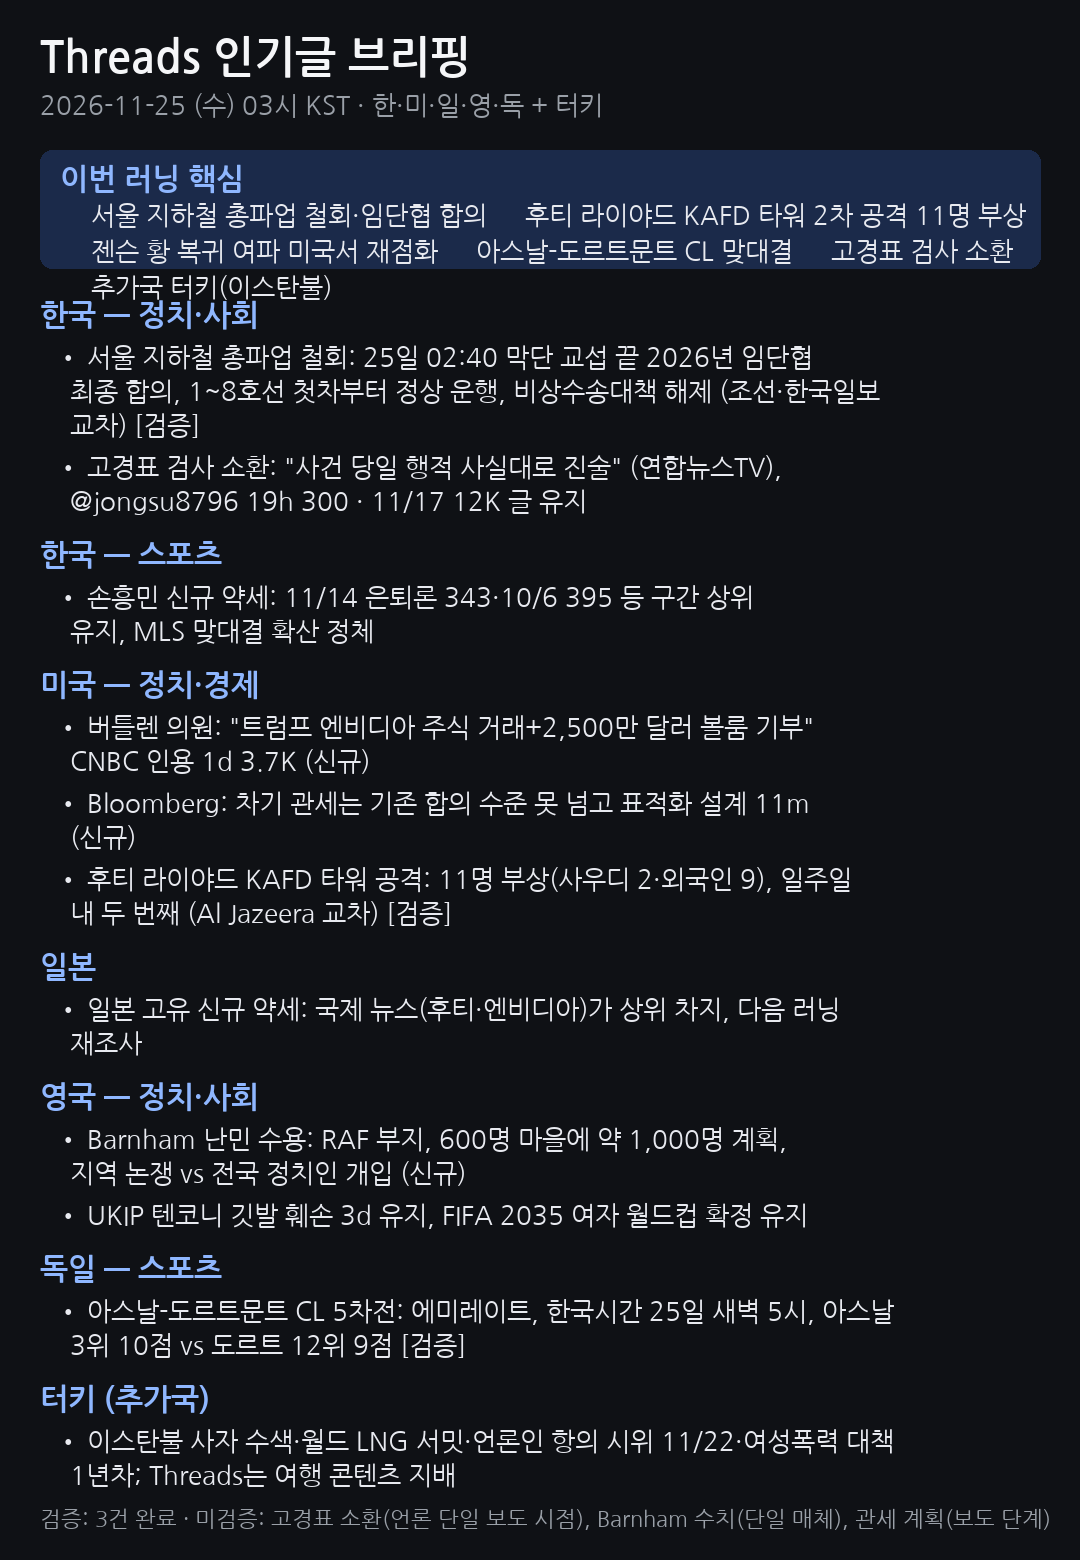 Threads 인기글 브리핑
2026-11-25 (수) 03시 KST · 한·미·일·영·독 + 터키
이번 러닝 핵심
서울 지하철 총파업 철회·임단협 합의 후티 라이야드 KAFD 타워 2차 공격 11명 부상
젠슨 황 복귀 여파 미국서 재점화 아스날-도르트문트 CL 맞대결 고경표 검사 소환
추가국 터키(이스탄불)
한국 — 정치·사회
• 서울 지하철 총파업 철회: 25일 02:40 막단 교섭 끝 2026년 임단협
최종 합의, 1~8호선 첫차부터 정상 운행, 비상수송대책 해제 (조선·한국일보
교차) [검증]
• 고경표 검사 소환: "사건 당일 행적 사실대로 진술" (연합뉴스TV),
@jongsu8796 19h 300 · 11/17 12K 글 유지
한국 — 스포츠
• 손흥민 신규 약세: 11/14 은퇴론 343·10/6 395 등 구간 상위
유지, MLS 맞대결 확산 정체
미국 — 정치·경제
• 버틀렌 의원: "트럼프 엔비디아 주식 거래+2,500만 달러 볼룸 기부"
CNBC 인용 1d 3.7K (신규)
• Bloomberg: 차기 관세는 기존 합의 수준 못 넘고 표적화 설계 11m
(신규)
• 후티 라이야드 KAFD 타워 공격: 11명 부상(사우디 2·외국인 9), 일주일
내 두 번째 (Al Jazeera 교차) [검증]
일본
• 일본 고유 신규 약세: 국제 뉴스(후티·엔비디아)가 상위 차지, 다음 러닝
재조사
영국 — 정치·사회
• Barnham 난민 수용: RAF 부지, 600명 마을에 약 1,000명 계획,
지역 논쟁 vs 전국 정치인 개입 (신규)
• UKIP 텐코니 깃발 훼손 3d 유지, FIFA 2035 여자 월드컵 확정 유지
독일 — 스포츠
• 아스날-도르트문트 CL 5차전: 에미레이트, 한국시간 25일 새벽 5시, 아스날
3위 10점 vs 도르트 12위 9점 [검증]
터키 (추가국)
• 이스탄불 사자 수색·월드 LNG 서밋·언론인 항의 시위 11/22·여성폭력 대책
1년차; Threads는 여행 콘텐츠 지배
검증: 3건 완료 · 미검증: 고경표 소환(언론 단일 보도 시점), Barnham 수치(단일 매체), 관세 계획(보도 단계)